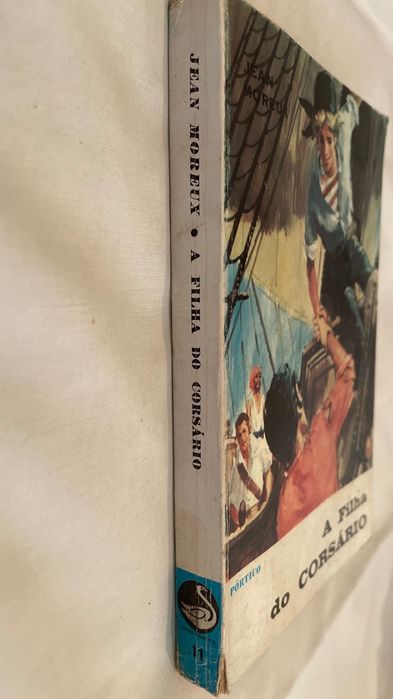 JEAN MOREUX • A FILHA DO CORSÁRIO
11
JEAN
MOREUX
A Filha
do CORSÁRIO
PÓRTICO